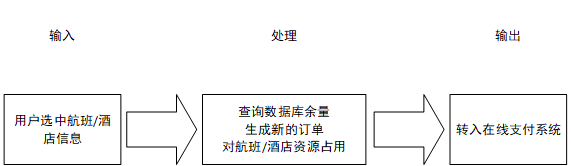 输入
处理
输出
用户选中航班/酒
店信息
查询数据库余量
生成新的订单
对航班/酒店资源占用
转入在线支付系统